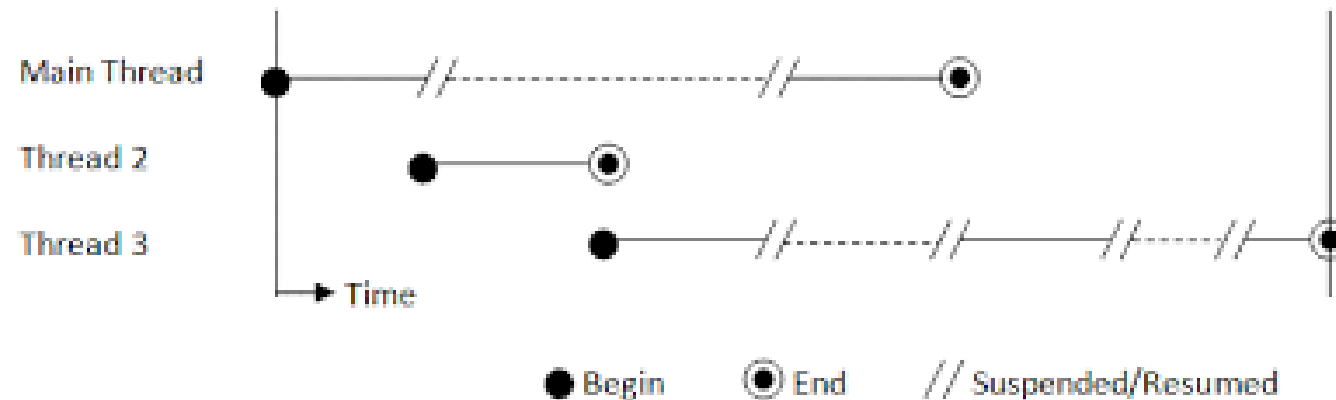 Main Thread
Thread 2
Thread 3
Time
Begin End // Suspended/Resumed